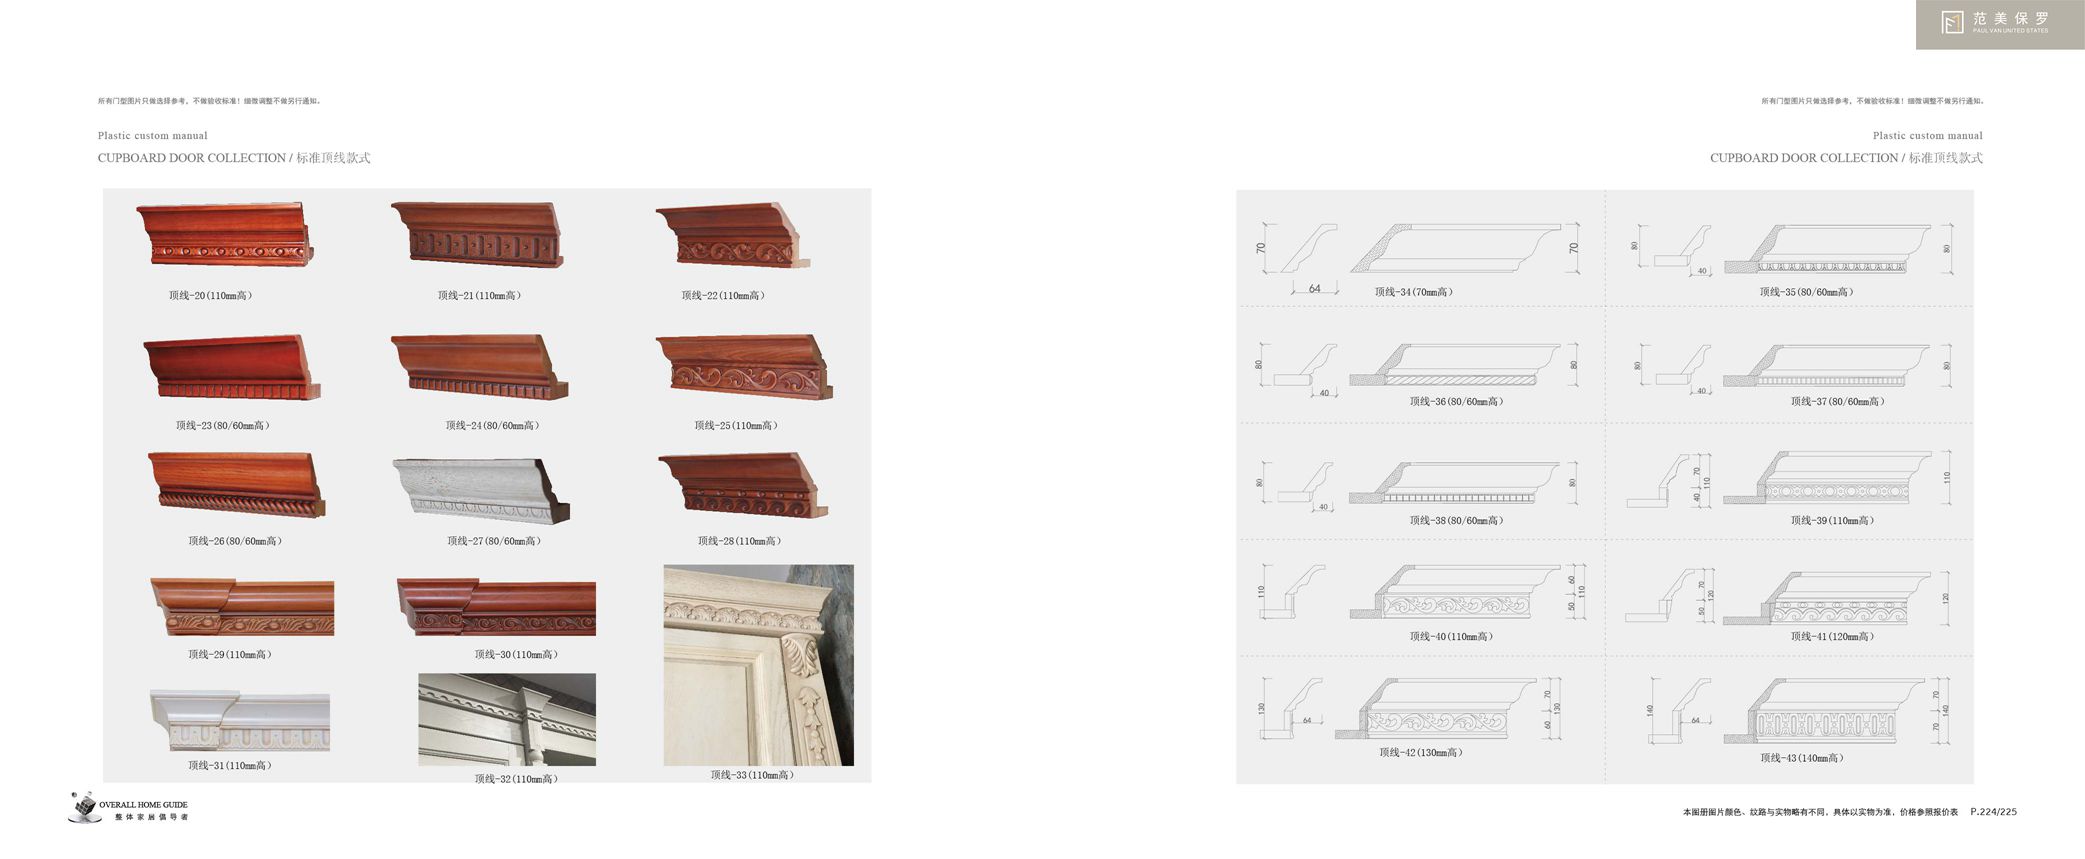 范美保罗
PAUL VAN UNITED STATES
所有门型图片只做选择参考，不做验收标准！细微调整不做另行通知。
Plastic custom manual
CUPBOARD DOOR COLLECTION / 标准顶线款式
顶线-20(110mm高)
顶线-21(110mm高)
顶线-22(110mm高)
顶线-23(80/60mm高)
顶线-24(80/60mm高)
顶线-25(110mm高)
顶线-26(80/60mm高)
顶线-27(80/60mm高)
顶线-28(110mm高)
顶线-29(110mm高)
顶线-30(110mm高)
顶线-31(110mm高)
顶线-32(110mm高)
顶线-33(110mm高)
OVERALL HOME GUIDE
整体家居倡导者
所有门型图片只做选择参考，不做验收标准！细微调整不做另行通知。
Plastic custom manual
CUPBOARD DOOR COLLECTION / 标准顶线款式
70
64
70
顶线-34(70mm高)
80
40
80
顶线-35(80/60mm高)
80
40
80
顶线-36(80/60mm高)
80
40
80
顶线-37(80/60mm高)
80
40
80
顶线-38(80/60mm高)
70
40
110
110
顶线-39(110mm高)
110
60
50
110
顶线-40(110mm高)
70
50
120
120
顶线-41(120mm高)
130
64
70
60
130
顶线-42(130mm高)
140
64
70
70
140
顶线-43(140mm高)
本图册图片颜色、纹路与实物略有不同，具体以实物为准，价格参照报价表 P.224/225